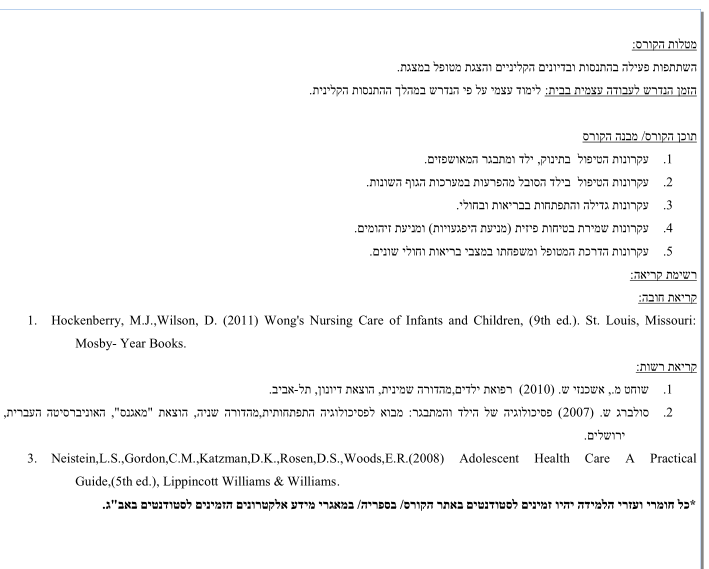 מטלות הקורס:
השתתפות פעילה בהתנסות ובדיונים הקליניים והצגת מטופל במצגת.
הזמן הנדרש לעבודה עצמית בבית: לימוד עצמי על פי הנדרש במהלך ההתנסות הקלינית.
תוכן הקורס/ מבנה הקורס
1. עקרונות הטיפול בתינוק, ילד ומתבגר המאושפזים.
2. עקרונות הטיפול בילד הסובל מהפרעות במערכות הגוף השונות.
3. עקרונות גדילה והתפתחות בבריאות ובחולי.
4. עקרונות שמירת בטיחות פיזית (מניעת היפגעויות) ומניעת זיהומים.
5. עקרונות הדרכת המטופל ומשפחתו במצבי בריאות וחולי שונים.
רשימת קריאה:
קריאת חובה:
1. Hockenberry, M.J.,Wilson, D. (2011) Wong's Nursing Care of Infants and Children, (9th ed.). St. Louis, Missouri:
Mosby- Year Books.
קריאת רשות:
1. שוחט מ., אשכנזי ש. (2010) רפואת ילדים,מהדורה שמינית, הוצאת דיונון, תל-אביב.
2. סולברג ש. (2007) פסיכולוגיה של הילד והמתבגר: מבוא לפסיכולוגיה התפתחותית,מהדורה שניה, הוצאת "מאגנס", האוניברסיטה העברית,
ירושלים.
3. Neistein,L.S.,Gordon,C.M.,Katzman,D.K.,Rosen,D.S.,Woods,E.R.(2008) Adolescent Health Care A Practical
Guide,(5th ed.), Lippincott Williams & Williams.
*כל חומרי ועזרי הלמידה יהיו זמינים לסטודנטים באתר הקורס/ בספריה/ במאגרי מידע אלקטרונים הזמינים לסטודנטים באב"ג.